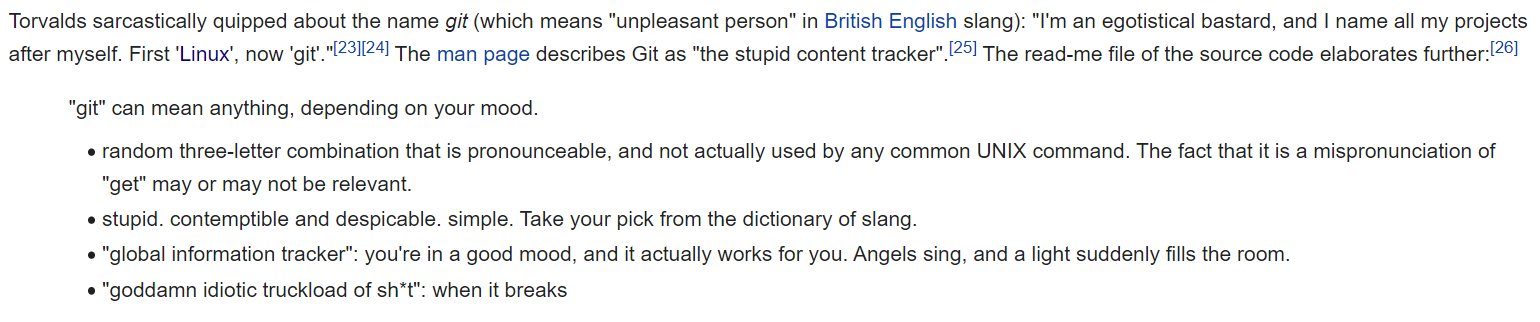 Torvalds sarcastically quipped about the name git (which means "unpleasant person" in British English slang): "I'm an egotistical bastard, and I name all my projects
after myself. First 'Linux', now 'git'."[23][24] The man page describes Git as "the stupid content tracker".[25] The read-me file of the source code elaborates further:[26]
"git" can mean anything, depending on your mood.
• random three-letter combination that is pronounceable, and not actually used by any common UNIX command. The fact that it is a mispronunciation of
"get" may or may not be relevant.
• stupid. contemptible and despicable. simple. Take your pick from the dictionary of slang.
• "global information tracker": you're in a good mood, and it actually works for you. Angels sing, and a light suddenly fills the room.
• "goddamn idiotic truckload of sh*t": when it breaks